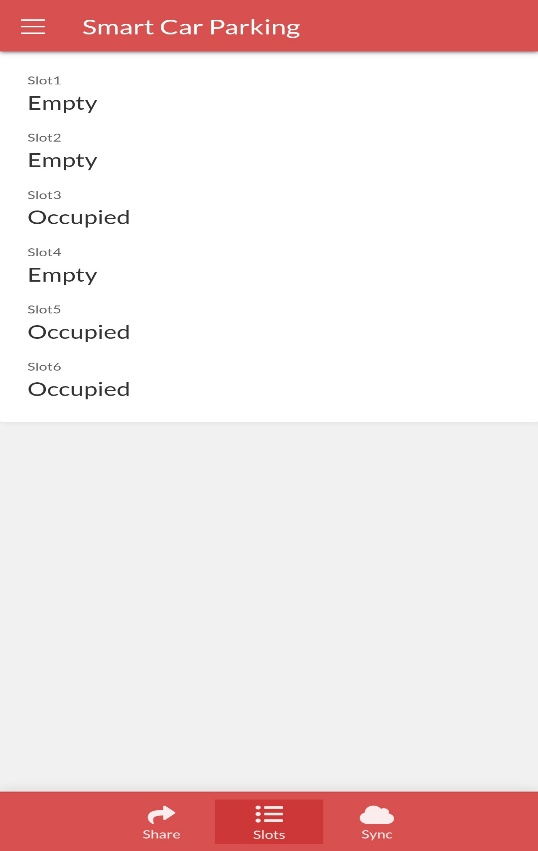 Smart Car Parking
Slot1
Empty
Slot2
Empty
Slot3
Occupied
Slot4
Empty
Slot5
Occupied
Slot6
Occupied
Share
Slots
Sync